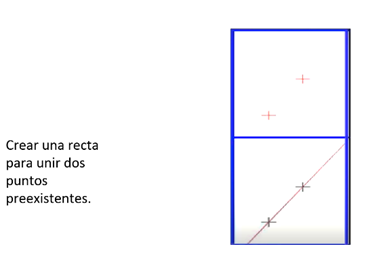 Crear una recta
para unir dos
puntos
preexistentes.